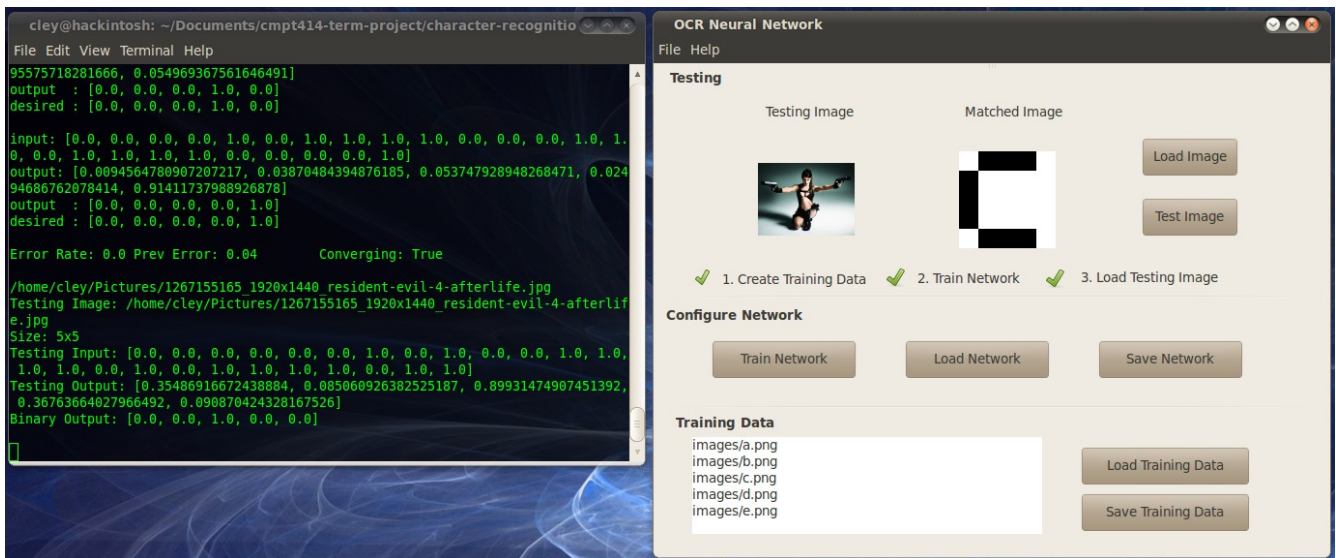 cley@hackintosh: ~/Documents/cmpt414-term-project/character-recognitio
File Edit View Terminal Help
95575718281666, 0.054969367561646491]
output  : [0.0, 0.0, 0.0, 1.0, 0.0]
desired : [0.0, 0.0, 0.0, 1.0, 0.0]
input: [0.0, 0.0, 0.0, 0.0, 1.0, 0.0, 1.0, 1.0, 1.0, 1.0, 0.0, 0.0, 0.0, 1.0, 1.
0, 0.0, 1.0, 1.0, 1.0, 1.0, 0.0, 0.0, 0.0, 0.0, 1.0]
output: [0.0094564780907207217, 0.03870484394876185, 0.053747928948268471, 0.024
94686762078414, 0.91411737988926878]
output  : [0.0, 0.0, 0.0, 0.0, 1.0]
desired : [0.0, 0.0, 0.0, 0.0, 1.0]
Error Rate: 0.0 Prev Error: 0.04 Converging: True
/home/cley/Pictures/1267155165_1920x1440_resident-evil-4-afterlife.jpg
Testing Image: /home/cley/Pictures/1267155165_1920x1440_resident-evil-4-afterlif
e.jpg
Size: 5x5
Testing Input: [0.0, 0.0, 0.0, 0.0, 0.0, 0.0, 1.0, 0.0, 1.0, 0.0, 0.0, 1.0, 1.0,
1.0, 1.0, 0.0, 1.0, 0.0, 1.0, 1.0, 1.0, 1.0, 0.0, 1.0, 1.0]
Testing Output: [0.35486916672438884, 0.085060926382525187, 0.89931474907451392,
0.36763664027966492, 0.090870424328167526]
Binary Output: [0.0, 0.0, 1.0, 0.0, 0.0]
OCR Neural Network
File Help
Testing
Testing Image Matched Image
Load Image
Test Image
1. Create Training Data 2. Train Network 3. Load Testing Image
Configure Network
Train Network Load Network Save Network
Training Data
images/a.png
images/b.png
images/c.png
images/d.png
images/e.png
Load Training Data
Save Training Data